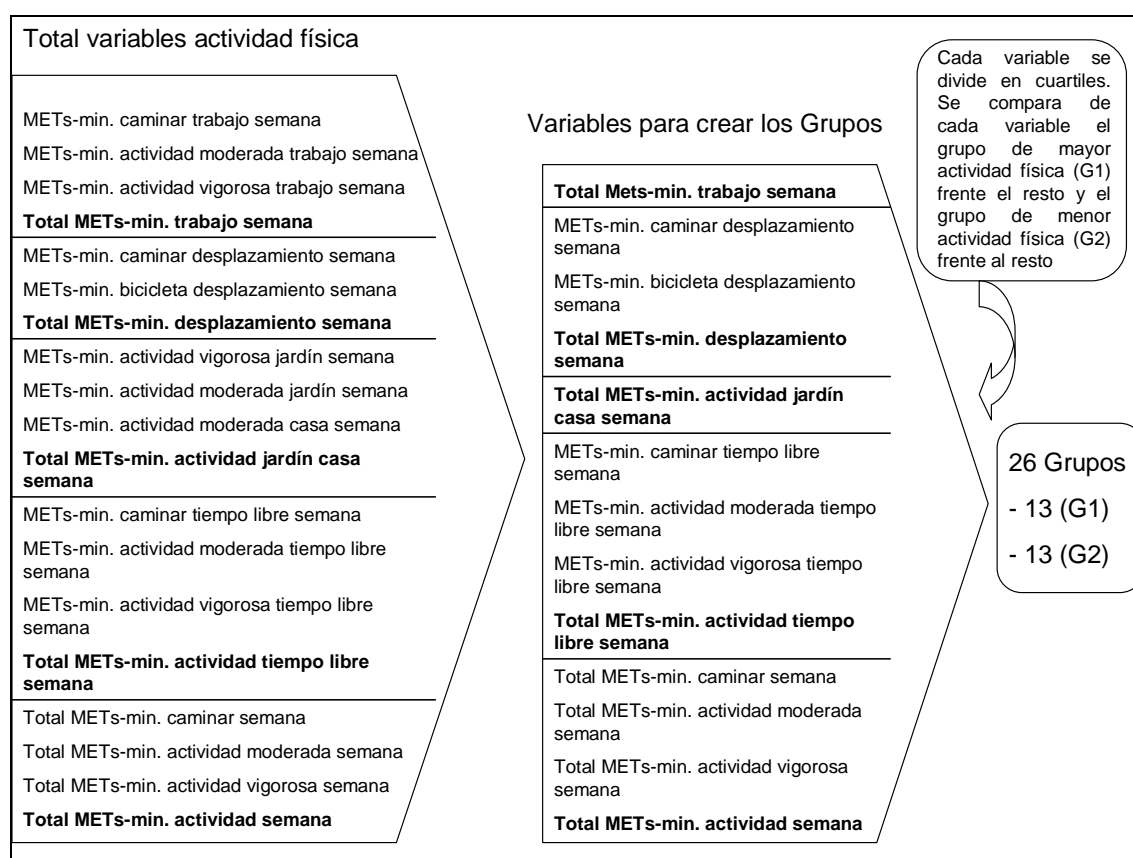 Total variables actividad física
METs-min. caminar trabajo semana
METs-min. actividad moderada trabajo semana
METs-min. actividad vigorosa trabajo semana
Total METs-min. trabajo semana
METs-min. caminar desplazamiento semana
METs-min. bicicleta desplazamiento semana
Total METs-min. desplazamiento semana
METs-min. actividad vigorosa jardín semana
METs-min. actividad moderada jardín semana
METs-min. actividad moderada casa semana
Total METs-min. actividad jardín casa
semana
METs-min. caminar tiempo libre semana
METs-min. actividad moderada tiempo libre
semana
METs-min. actividad vigorosa tiempo libre
semana
Total METs-min. actividad tiempo libre
semana
Total METs-min. caminar semana
Total METs-min. actividad moderada semana
Total METs-min. actividad vigorosa semana
Total METs-min. actividad semana
Variables para crear los Grupos
Total Mets-min. trabajo semana
METs-min. caminar desplazamiento
semana
METs-min. bicicleta desplazamiento
semana
Total METs-min. desplazamiento
semana
Total METs-min. actividad jardín
casa semana
METs-min. caminar tiempo libre
semana
METs-min. actividad moderada tiempo
libre semana
METs-min. actividad vigorosa tiempo
libre semana
Total METs-min. actividad tiempo
libre semana
Total METs-min. caminar semana
Total METs-min. actividad moderada
semana
Total METs-min. actividad vigorosa
semana
Total METs-min. actividad semana
Cada variable se
divide en cuartiles.
Se compara de
cada variable el
grupo de mayor
actividad física (G1)
frente el resto y el
grupo de menor
actividad física (G2)
frente al resto
26 Grupos
- 13 (G1)
- 13 (G2)